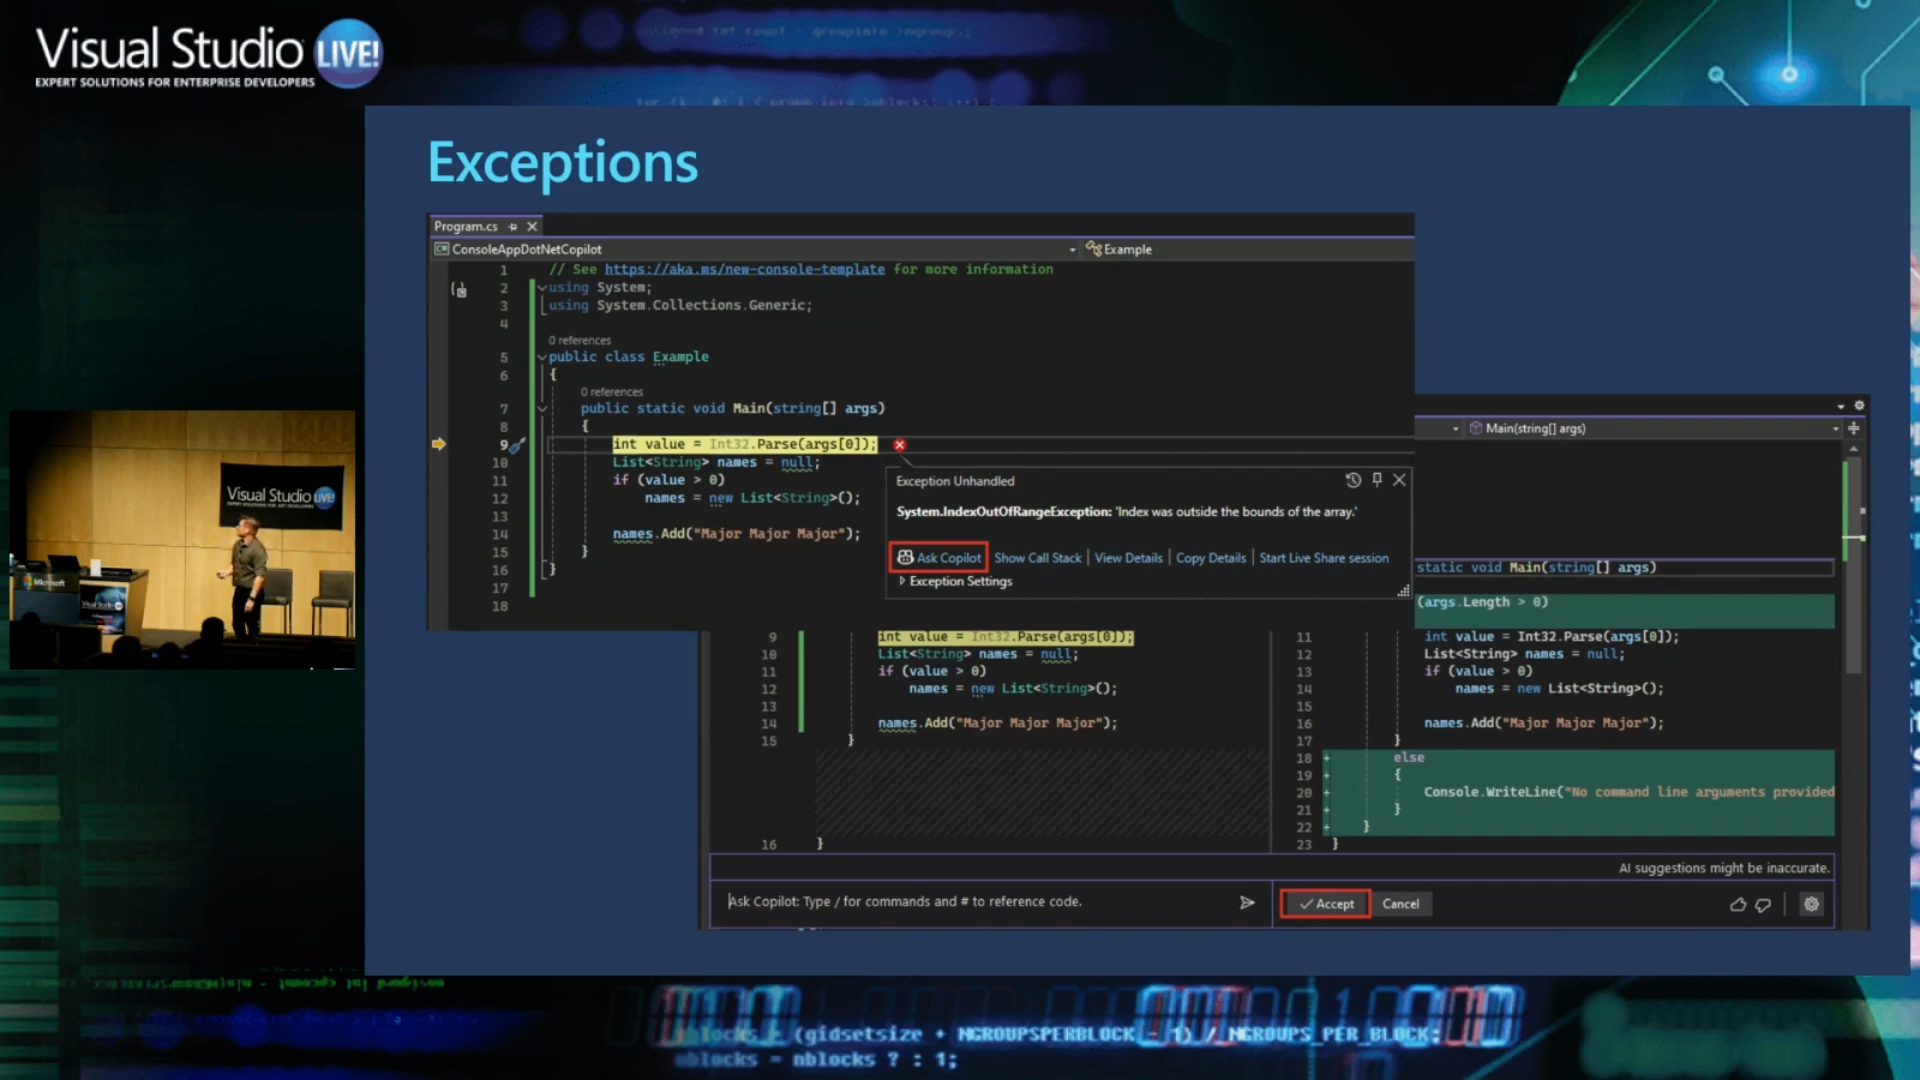 Visual Studio LIVE!
EXPERT SOLUTIONS FOR ENTERPRISE DEVELOPERS
Exceptions
Program.cs
ConsoleAppDotNetCopilot
Example
1 // See https://aka.ms/new-console-template for more information
2 using System;
3 using System.Collections.Generic;
4
0 references
5 public class Example
6 {
0 references
7 public static void Main(string[] args)
8 {
9 int value = Int32.Parse(args[0]);
10 List<String> names = null;
11 if (value > 0)
12 names = new List<String>();
13
14 names.Add("Major Major Major");
15 }
16 }
17
18
Exception Unhandled
System.IndexOutOfRangeException: 'Index was outside the bounds of the array.'
Ask Copilot | Show Call Stack | View Details | Copy Details | Start Live Share session
Exception Settings
Main(string[] args)
static void Main(string[] args)
(args.Length > 0)
9 int value = Int32.Parse(args[0]);
10 List<String> names = null;
11 if (value > 0)
12 names = new List<String>();
13
14 names.Add("Major Major Major");
15 }
16 }
11 int value = Int32.Parse(args[0]);
12 List<String> names = null;
13 if (value > 0)
14 names = new List<String>();
15
16 names.Add("Major Major Major");
17 }
18 + else
19 + {
20 + Console.WriteLine("No command line arguments provided
21 + }
22 + }
23 }
AI suggestions might be inaccurate.
Ask Copilot: Type / for commands and # to reference code.
Accept
Cancel
Visual Studio LIVE!
Microsoft
Visual Studio
nblocks = (gidsetsize + NGROUPSPERBLOCK - 1) / NGROUPS_PER_BLOCK;
nblocks = nblocks ? : 1;